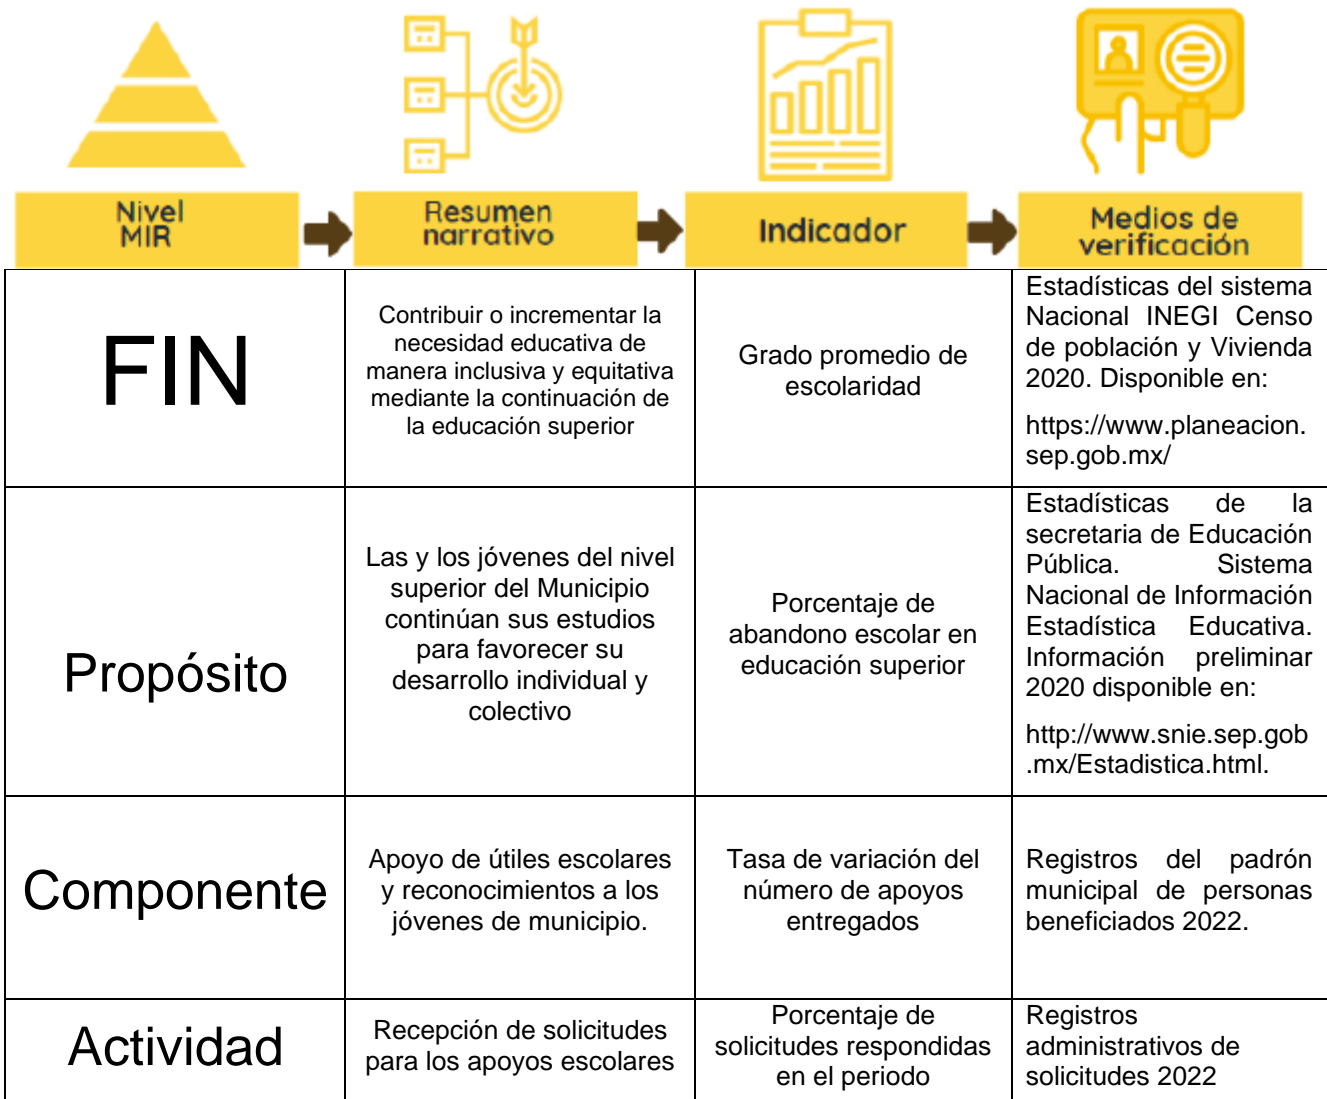 Nivel
MIR
Resumen
narrativo
Indicador
Medios de
verificación
FIN
Contribuir o incrementar la
necesidad educativa de
manera inclusiva y equitativa
mediante la continuación de
la educación superior
Grado promedio de
escolaridad
Estadísticas del sistema
Nacional INEGI Censo
de población y Vivienda
2020. Disponible en:
https://www.planeacion.
sep.gob.mx/
Propósito
Las y los jóvenes del nivel
superior del Municipio
continúan sus estudios
para favorecer su
desarrollo individual y
colectivo
Porcentaje de
abandono escolar en
educación superior
Estadísticas de la
secretaria de Educación
Pública. Sistema
Nacional de Información
Estadística Educativa.
Información preliminar
2020 disponible en:
http://www.snie.sep.gob
.mx/Estadistica.html.
Componente
Apoyo de útiles escolares
y reconocimientos a los
jóvenes de municipio.
Tasa de variación del
número de apoyos
entregados
Registros del padrón
municipal de personas
beneficiados 2022.
Actividad
Recepción de solicitudes
para los apoyos escolares
Porcentaje de
solicitudes respondidas
en el periodo
Registros
administrativos de
solicitudes 2022